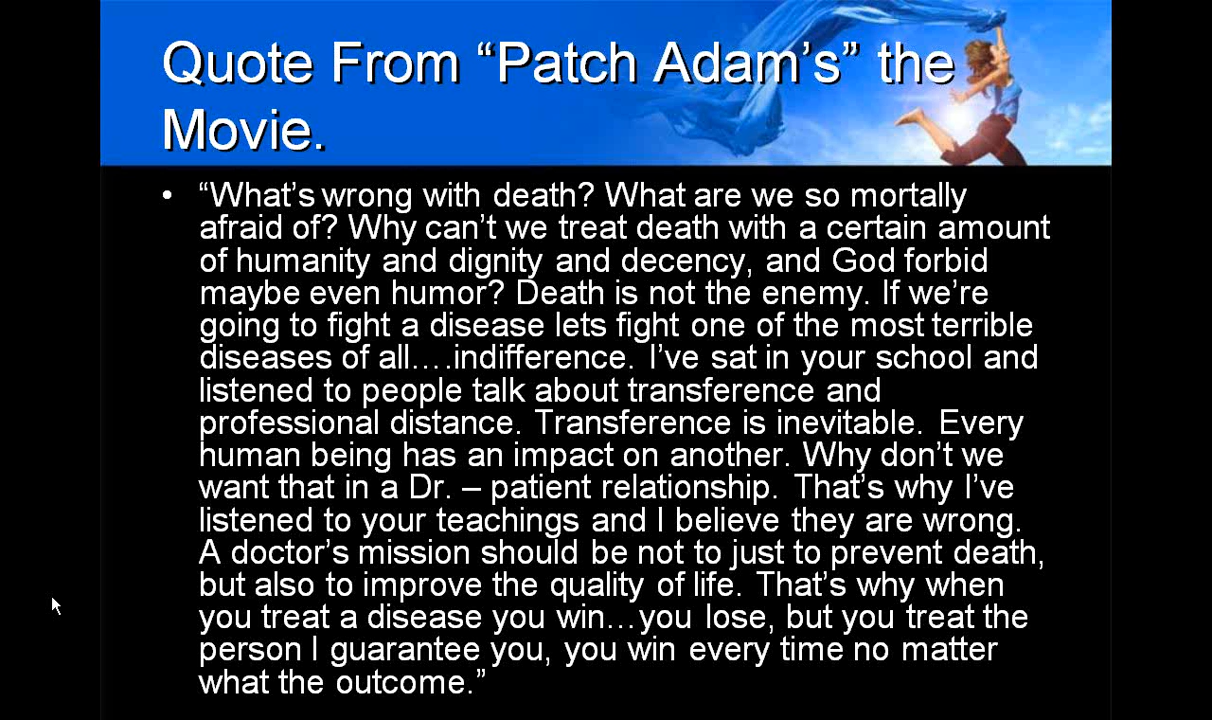 Quote From “Patch Adam’s” the
Movie.
• “What’s wrong with death? What are we so mortally
afraid of? Why can’t we treat death with a certain amount
of humanity and dignity and decency, and God forbid
maybe even humor? Death is not the enemy. If we’re
going to fight a disease lets fight one of the most terrible
diseases of all….indifference. I’ve sat in your school and
listened to people talk about transference and
professional distance. Transference is inevitable. Every
human being has an impact on another. Why don’t we
want that in a Dr. – patient relationship. That’s why I’ve
listened to your teachings and I believe they are wrong.
A doctor’s mission should be not to just to prevent death,
but also to improve the quality of life. That’s why when
you treat a disease you win…you lose, but you treat the
person I guarantee you, you win every time no matter
what the outcome.”